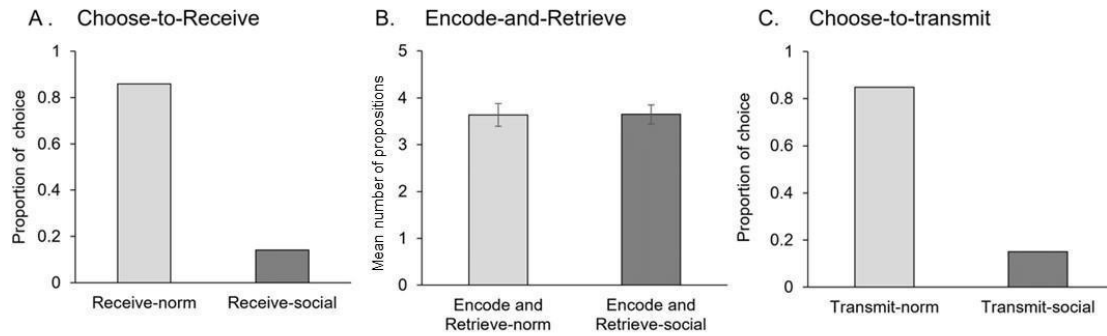 A. Choose-to-Receive
Proportion of choice
1
0.8
0.6
0.4
0.2
0
Receive-norm
Receive-social
B. Encode-and-Retrieve
Mean number of propositions
5
4
3
2
1
0
Encode and
Retrieve-norm
Encode and
Retrieve-social
C. Choose-to-transmit
Proportion of choice
1
0.8
0.6
0.4
0.2
0
Transmit-norm
Transmit-social